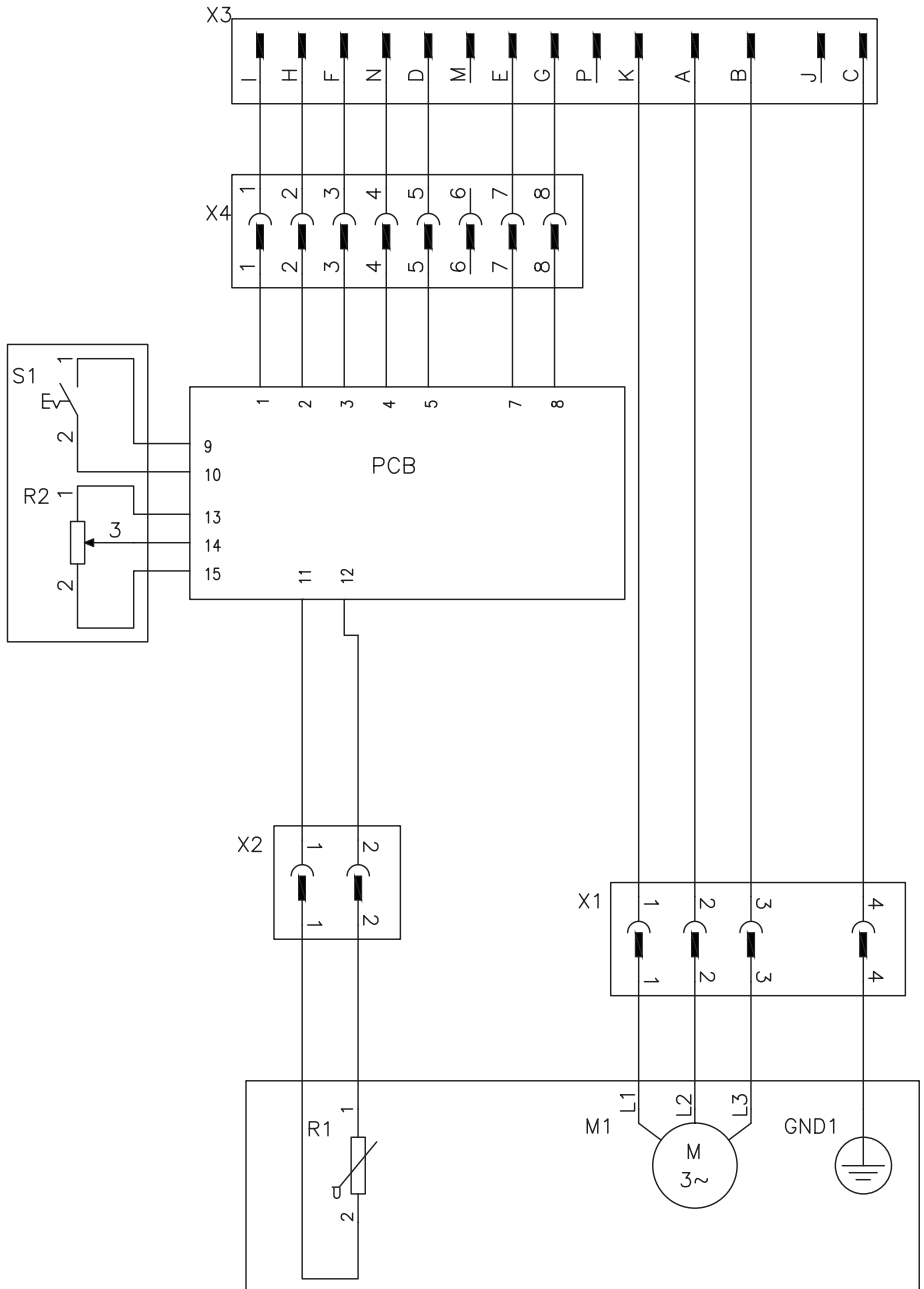 X3
I H F N D M E G P K A B J C
1 2 3 4 5 6 7 8
X4
1 2 3 4 5 6 7 8
S1
1
2
1 2 3 4 5 7 8
9
PCB
10
R2
1
13
3
14
15
2
11 12
X2
1 2
1 2
X1
1 2 3 4
1 2 3 4
L1 L2 L3
R1
1
M1
GND1
M
3~
2